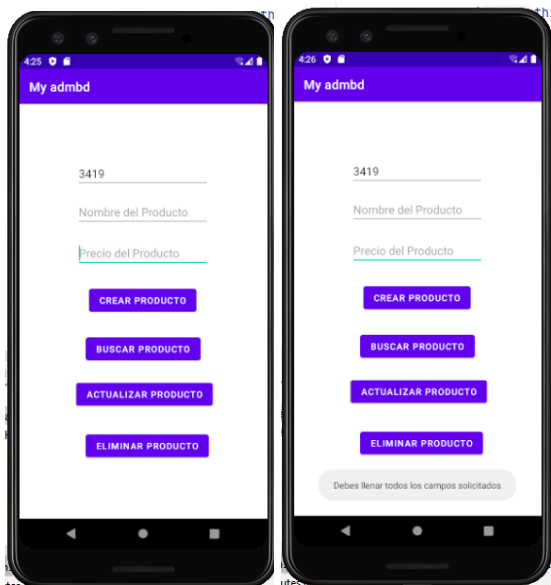 4:25
My admbd
3419
Nombre del Producto
Precio del Producto
CREAR PRODUCTO
BUSCAR PRODUCTO
ACTUALIZAR PRODUCTO
ELIMINAR PRODUCTO
4:26
My admbd
3419
Nombre del Producto
Precio del Producto
CREAR PRODUCTO
BUSCAR PRODUCTO
ACTUALIZAR PRODUCTO
ELIMINAR PRODUCTO
Debes llenar todos los campos solicitados